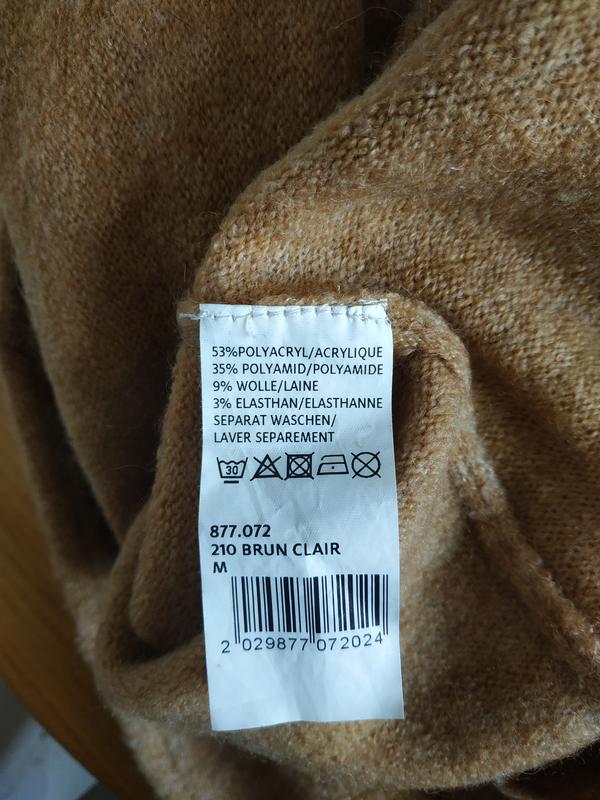 53%POLYACRYL/ACRYLIQUE
35% POLYAMID/POLYAMIDE
9% WOLLE/LAINE
3% ELASTHAN/ELASTHANNE
SEPARAT WASCHEN/
LAVER SEPAREMENT
30
877.072
210 BRUN CLAIR
M
2 029877 072024